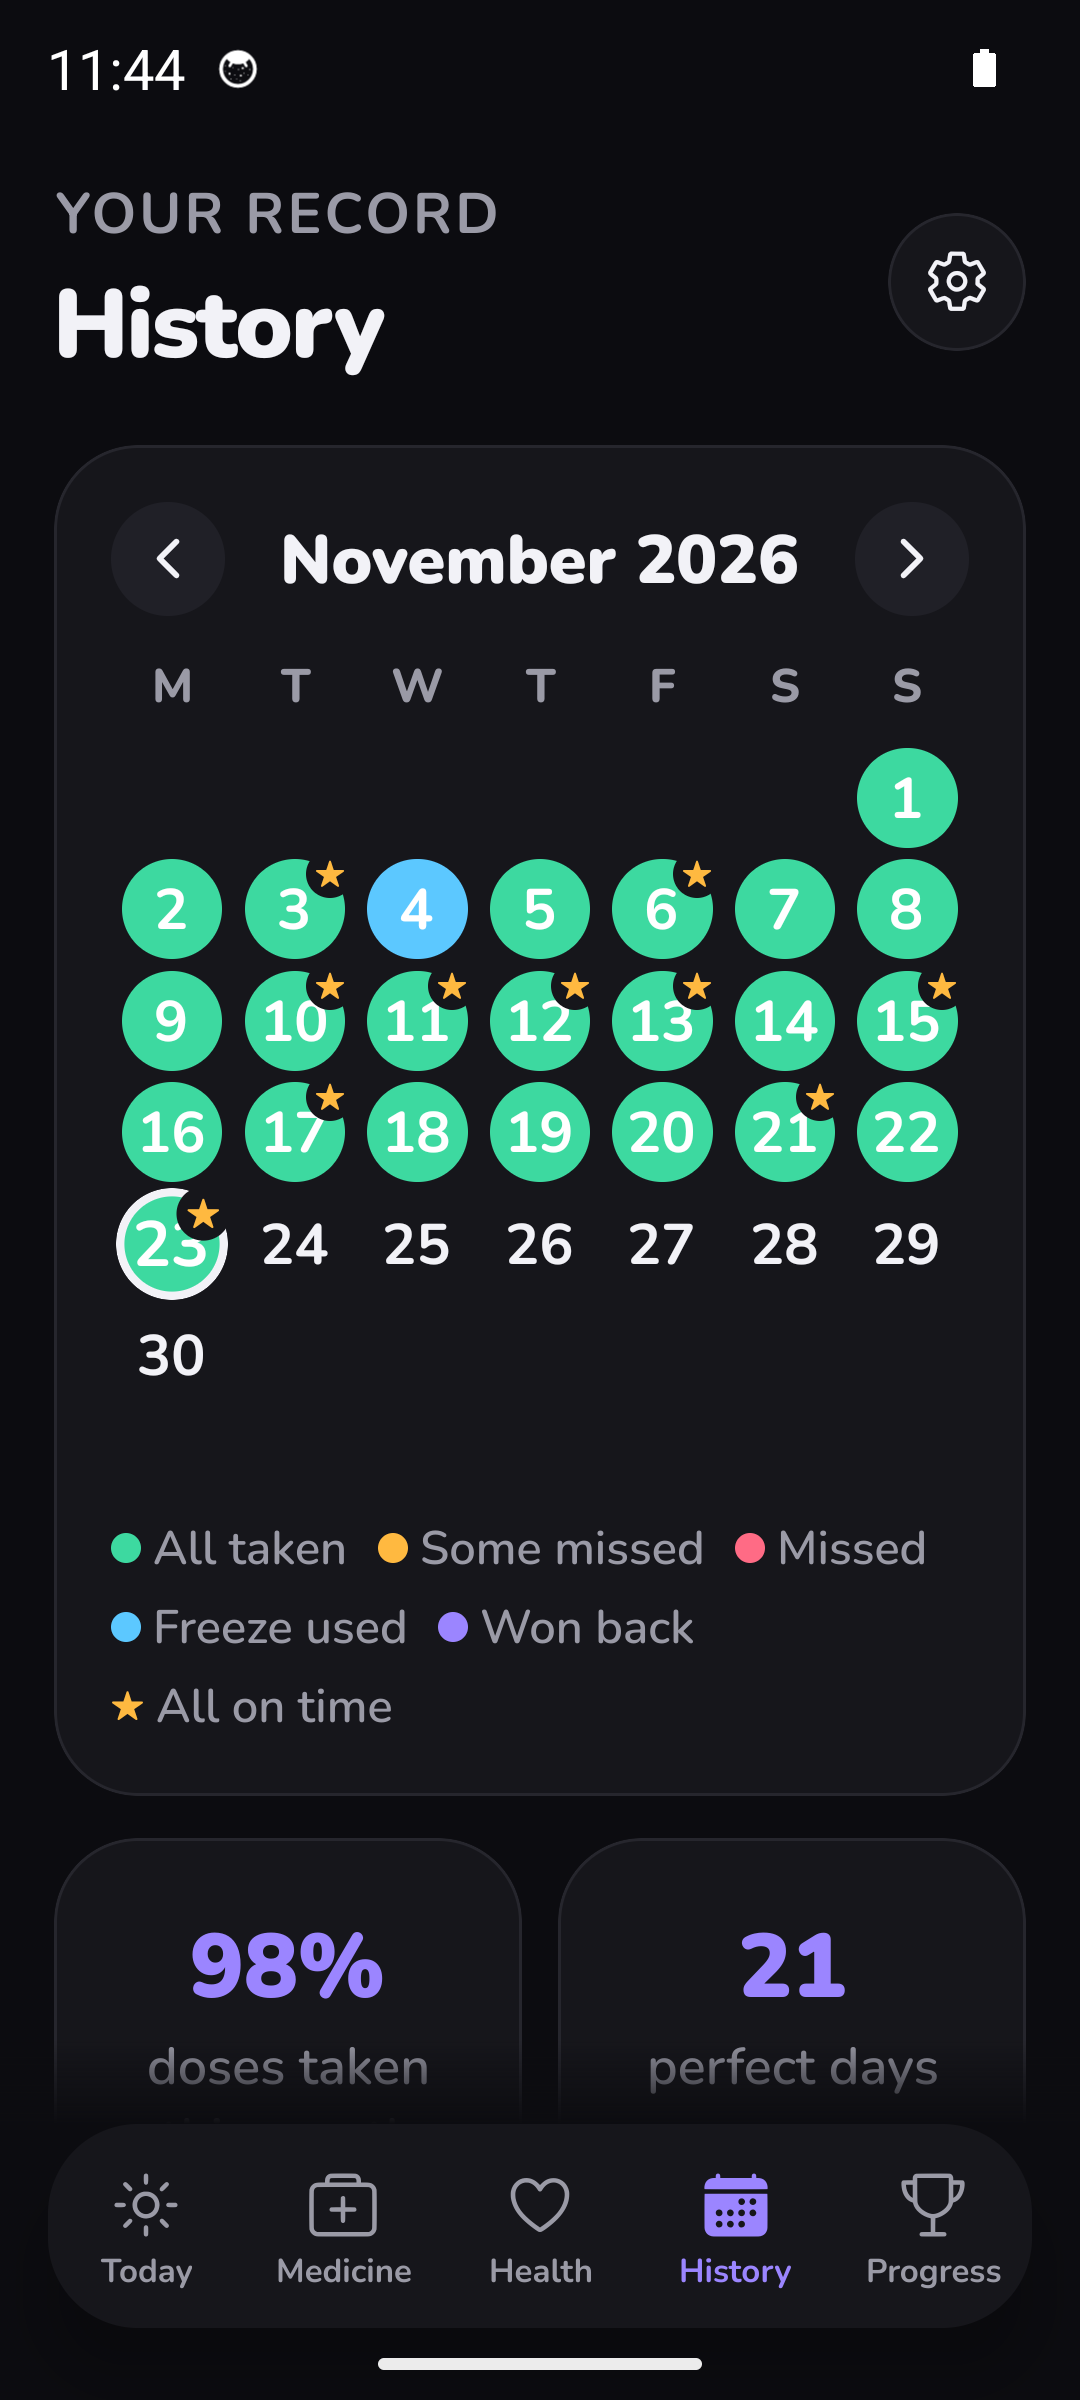 11:44
YOUR RECORD
History
November 2026
M T W T F S S
1
2 3 4 5 6 7 8
9 10 11 12 13 14 15
16 17 18 19 20 21 22
23 24 25 26 27 28 29
30
All taken Some missed Missed
Freeze used Won back
All on time
98% 21
doses taken perfect days
Today Medicine Health History Progress